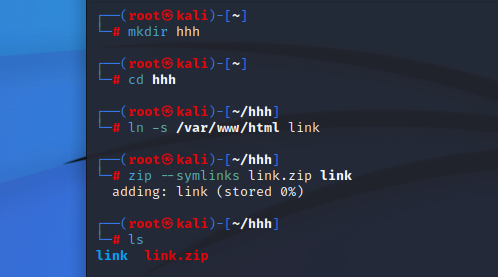 ┌──(root㉿kali)-[~]
└─# mkdir hhh
┌──(root㉿kali)-[~]
└─# cd hhh
┌──(root㉿kali)-[~/hhh]
└─# ln -s /var/www/html link
┌──(root㉿kali)-[~/hhh]
└─# zip --symlinks link.zip link
  adding: link (stored 0%)
┌──(root㉿kali)-[~/hhh]
└─# ls
link  link.zip